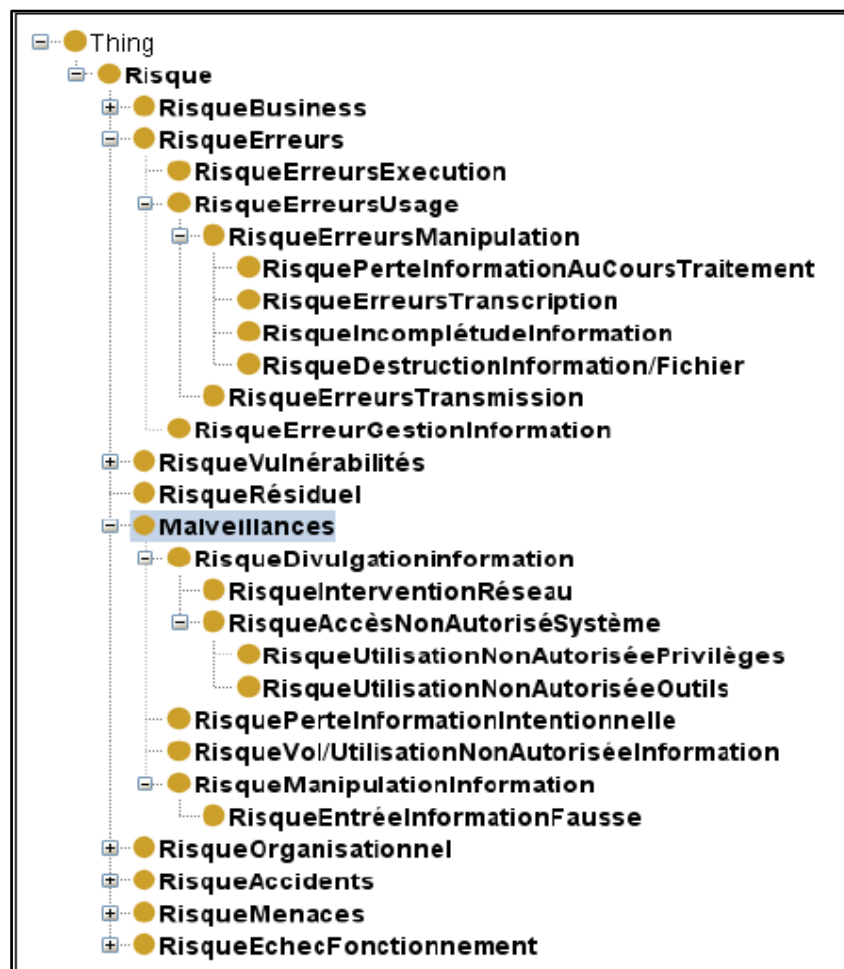 Thing
Risque
RisqueBusiness
RisqueErreurs
RisqueErreursExecution
RisqueErreursUsage
RisqueErreursManipulation
RisquePerteInformationAuCoursTraitement
RisqueErreursTranscription
RisqueIncomplétudeInformation
RisqueDestructionInformation/Fichier
RisqueErreursTransmission
RisqueErreurGestionInformation
RisqueVulnérabilités
RisqueRésiduel
Malveillances
RisqueDivulgationinformation
RisqueInterventionRéseau
RisqueAccèsNonAutoriséSystème
RisqueUtilisationNonAutoriséePrivilèges
RisqueUtilisationNonAutoriséeOutils
RisquePerteInformationIntentionnelle
RisqueVol/UtilisationNonAutoriséeInformation
RisqueManipulationInformation
RisqueEntréeInformationFausse
RisqueOrganisationnel
RisqueAccidents
RisqueMenaces
RisqueEchecFonctionnement